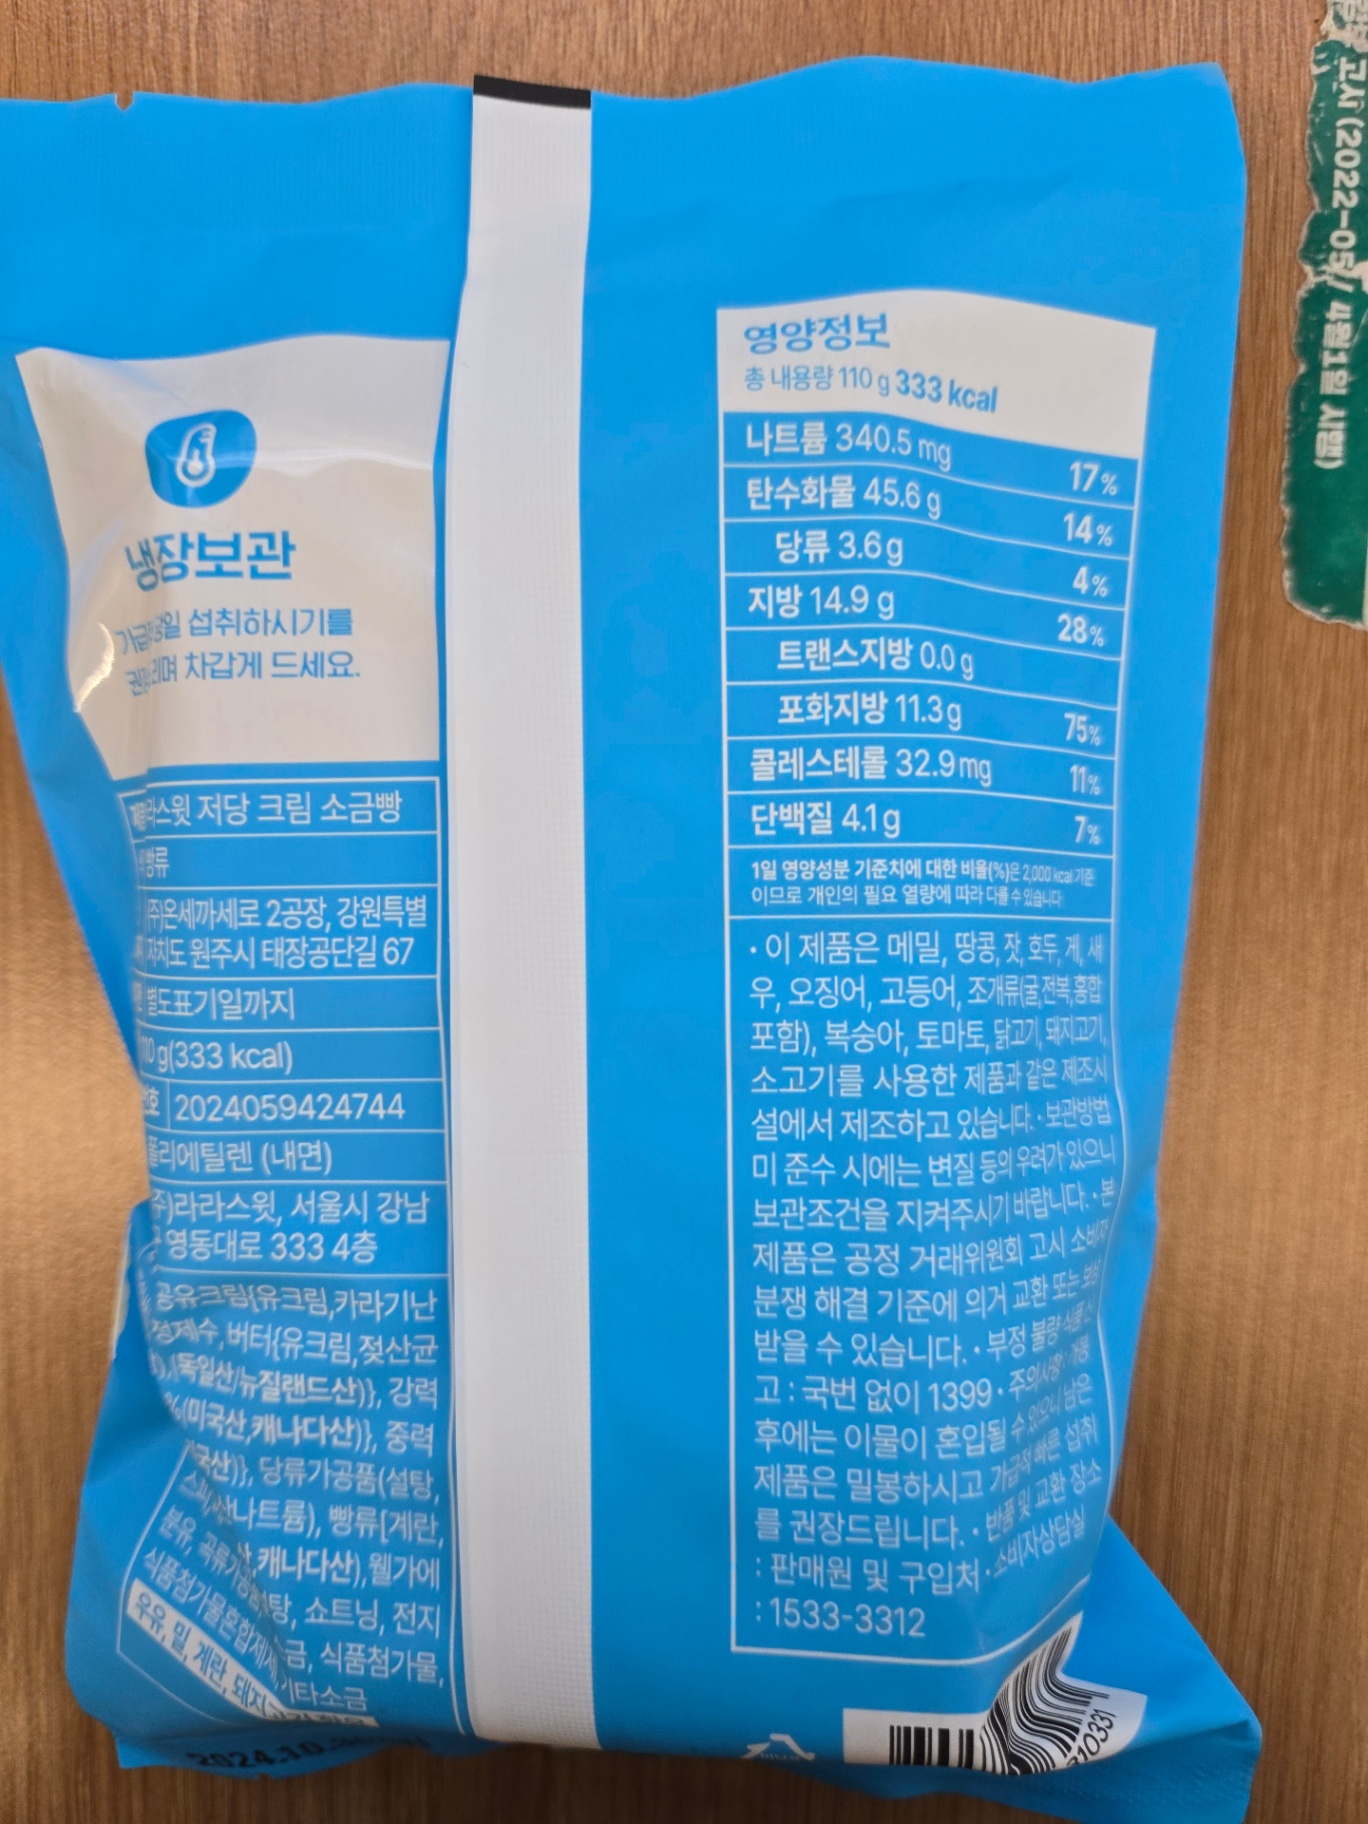 냉장보관
가급적 당일 섭취하시기를
권장드리며 차갑게 드세요.
라스윗 저당 크림 소금빵
빵류
(주)온세까세로 2공장, 강원특별
자치도 원주시 태장공단길 67
별도표기일까지
g(333 kcal)
2024059424744
폴리에틸렌 (내면)
라라스윗, 서울시 강남
영동대로 333 4층
공유크림{유크림,카라기난
정제수, 버터{유크림,젖산균
(독일산/뉴질랜드산)}, 강력
%(미국산,캐나다산)}, 중력
당류가공품(설탕,
나트륨), 빵류[계란,
캐나다산), 웰가에
분유, 쇼트닝, 전지
식품첨가물혼합제제, 식품첨가물,
기타소금
우유, 밀, 계란,
2024.10.
영양정보
총 내용량 110 g 333 kcal
나트륨 340.5 mg 17%
탄수화물 45.6 g 14%
당류 3.6 g 4%
지방 14.9 g 28%
트랜스지방 0.0 g
포화지방 11.3 g 75%
콜레스테롤 32.9 mg 11%
단백질 4.1 g 7%
1일 영양성분 기준치에 대한 비율(%)은 2,000 kcal 기준
이므로 개인의 필요 열량에 따라 다를 수 있습니다
· 이 제품은 메밀, 땅콩, 잣, 호두, 게, 새
우, 오징어, 고등어, 조개류(굴,전복,홍합
포함), 복숭아, 토마토, 닭고기, 돼지고기,
소고기를 사용한 제품과 같은 제조시
설에서 제조하고 있습니다. · 보관방법
미 준수 시에는 변질 등의 우려가 있으니
보관조건을 지켜주시기 바랍니다. · 본
제품은 공정 거래위원회 고시 소비자
분쟁 해결 기준에 의거 교환 또는 보상
받을 수 있습니다. · 부정 불량식품 신
고 : 국번 없이 1399 · 주의사항 : 개봉
후에는 이물이 혼입될 수 있으니 남은
제품은 밀봉하시고 가급적 빠른 섭취
를 권장드립니다. · 반품 및 교환 장소
: 판매원 및 구입처 · 소비자상담실
: 1533-3312
10331
고시 (2022-05/ 4월1일 시행)